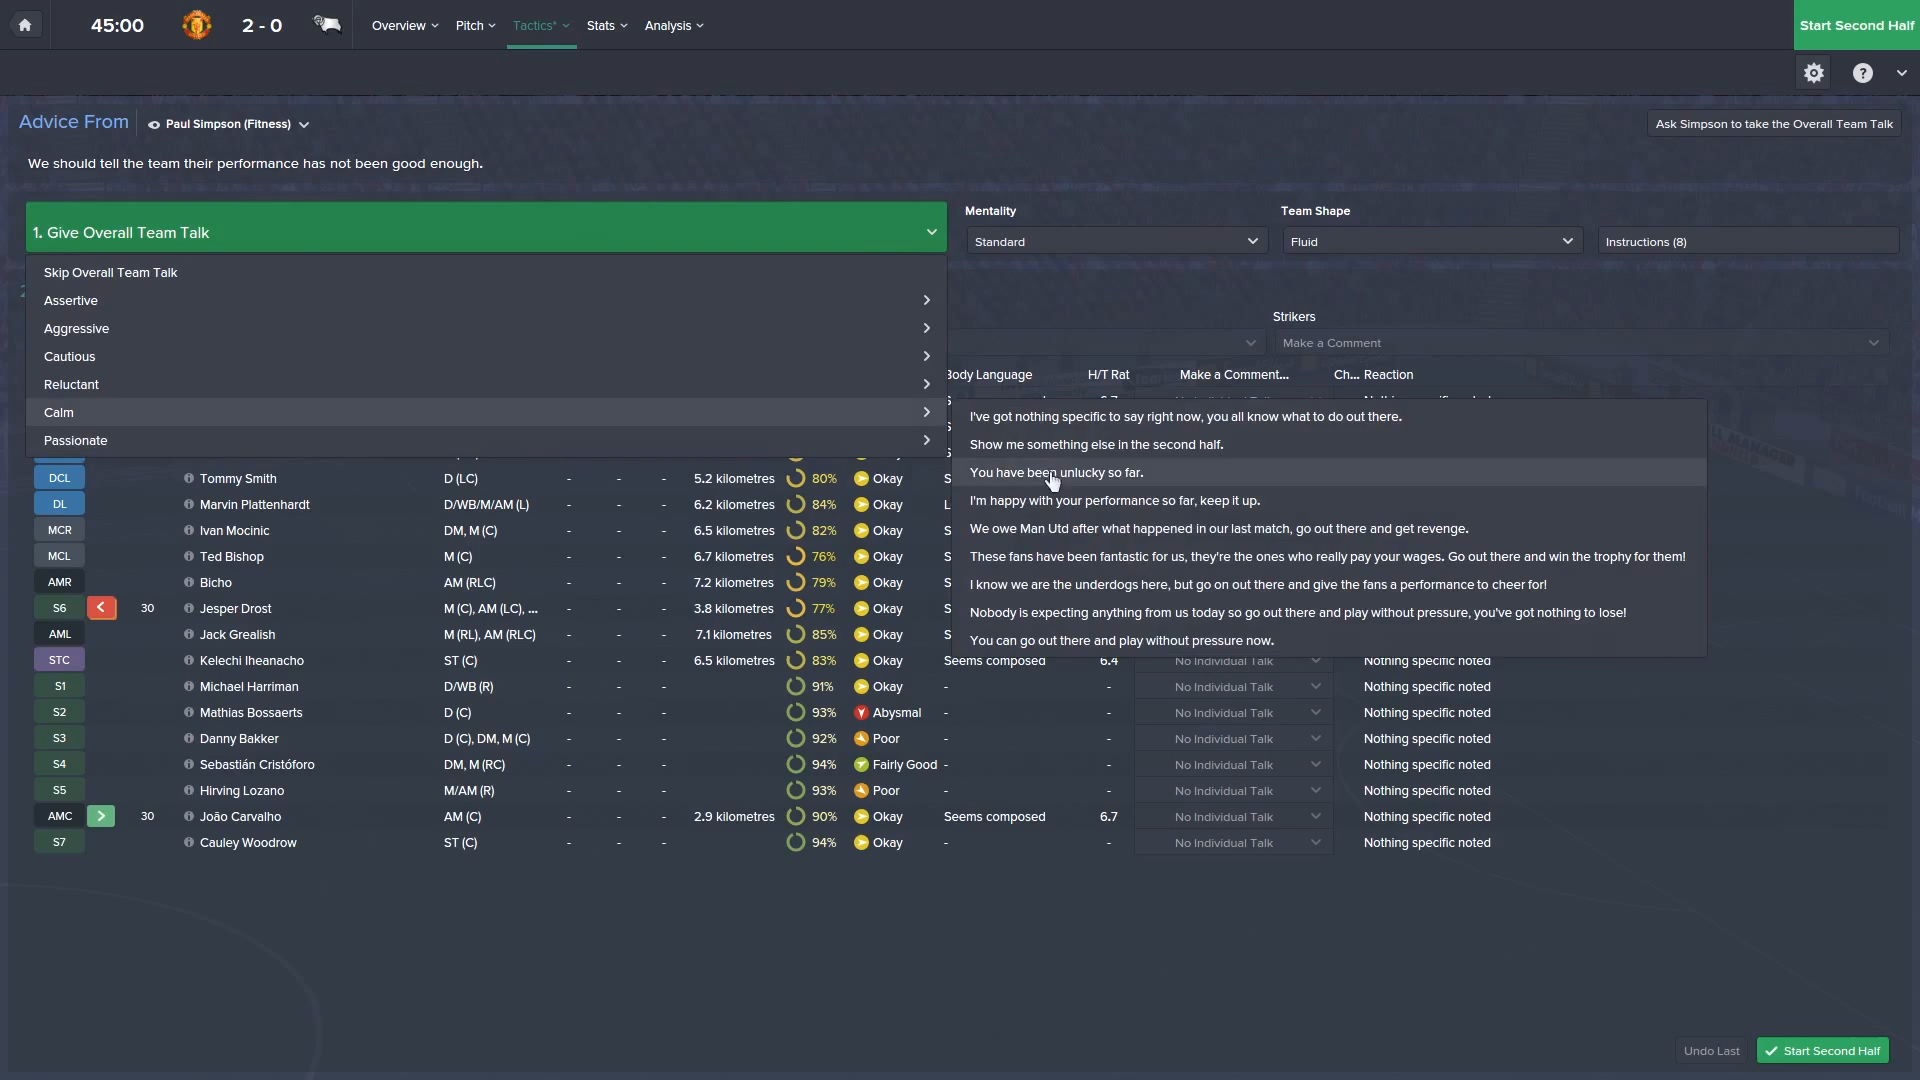 45:00 2 - 0 Overview Pitch Tactics* Stats Analysis Start Second Half
Advice From Paul Simpson (Fitness) Ask Simpson to take the Overall Team Talk
We should tell the team their performance has not been good enough.
Mentality Team Shape
1. Give Overall Team Talk Standard Fluid Instructions (8)
Skip Overall Team Talk
Assertive
Aggressive
Cautious
Reluctant
Calm
Passionate
Strikers
Make a Comment
Body Language H/T Rat Make a Comment... Ch... Reaction
I've got nothing specific to say right now, you all know what to do out there.
Show me something else in the second half.
You have been unlucky so far.
I'm happy with your performance so far, keep it up.
We owe Man Utd after what happened in our last match, go out there and get revenge.
These fans have been fantastic for us, they're the ones who really pay your wages. Go out there and win the trophy for them!
I know we are the underdogs here, but go on out there and give the fans a performance to cheer for!
Nobody is expecting anything from us today so go out there and play without pressure, you've got nothing to lose!
You can go out there and play without pressure now.
DCL Tommy Smith D (LC) - - - 5.2 kilometres 80% Okay
DL Marvin Plattenhardt D/WB/M/AM (L) - - - 6.2 kilometres 84% Okay
MCR Ivan Mocinic DM, M (C) - - - 6.5 kilometres 82% Okay
MCL Ted Bishop M (C) - - - 6.7 kilometres 76% Okay
AMR Bicho AM (RLC) - - - 7.2 kilometres 79% Okay
S6 30 Jesper Drost M (C), AM (LC), ... - - - 3.8 kilometres 77% Okay
AML Jack Grealish M (RL), AM (RLC) - - - 7.1 kilometres 85% Okay
STC Kelechi Iheanacho ST (C) - - - 6.5 kilometres 83% Okay Seems composed 6.4 No Individual Talk Nothing specific noted
S1 Michael Harriman D/WB (R) - - - 91% Okay - - No Individual Talk Nothing specific noted
S2 Mathias Bossaerts D (C) - - - 93% Abysmal - - No Individual Talk Nothing specific noted
S3 Danny Bakker D (C), DM, M (C) - - - 92% Poor - - No Individual Talk Nothing specific noted
S4 Sebastián Cristóforo DM, M (RC) - - - 94% Fairly Good - - No Individual Talk Nothing specific noted
S5 Hirving Lozano M/AM (R) - - - 93% Poor - - No Individual Talk Nothing specific noted
AMC 30 João Carvalho AM (C) - - - 2.9 kilometres 90% Okay Seems composed 6.7 No Individual Talk Nothing specific noted
S7 Cauley Woodrow ST (C) - - - 94% Okay - - No Individual Talk Nothing specific noted
Undo Last Start Second Half